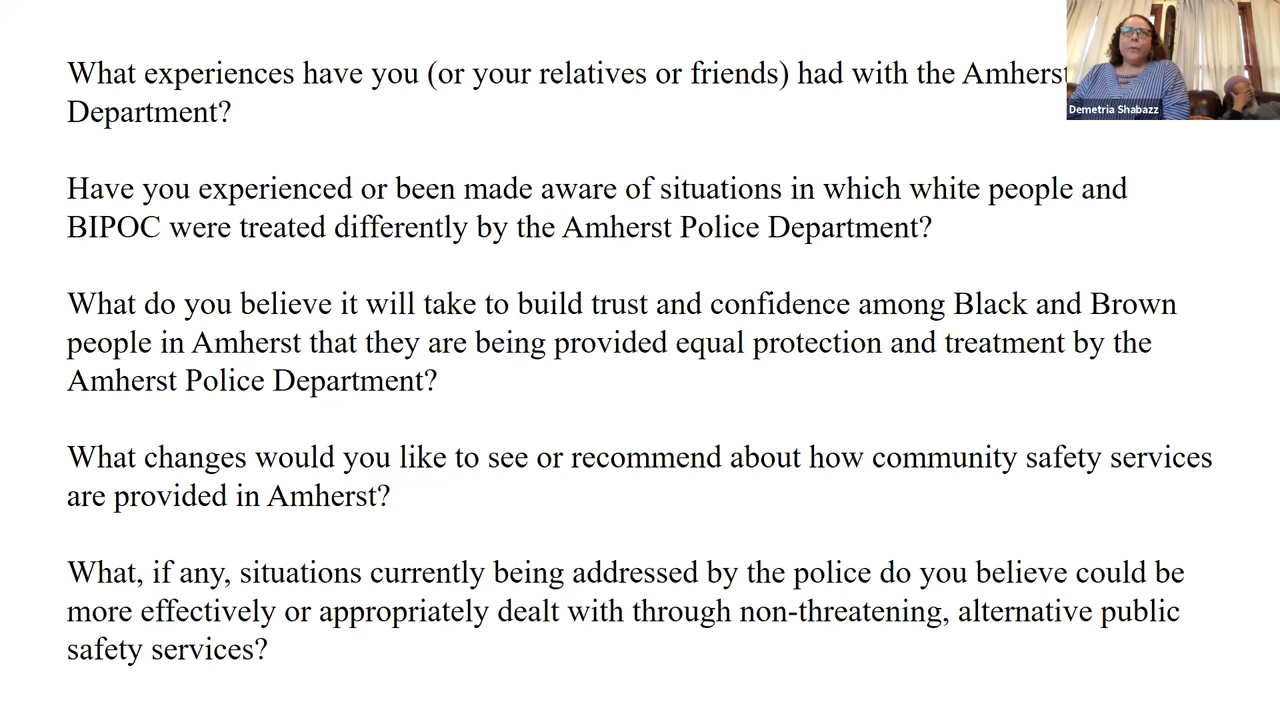 What experiences have you (or your relatives or friends) had with the Amherst
Department?
Demetria Shabazz
Have you experienced or been made aware of situations in which white people and
BIPOC were treated differently by the Amherst Police Department?
What do you believe it will take to build trust and confidence among Black and Brown
people in Amherst that they are being provided equal protection and treatment by the
Amherst Police Department?
What changes would you like to see or recommend about how community safety services
are provided in Amherst?
What, if any, situations currently being addressed by the police do you believe could be
more effectively or appropriately dealt with through non-threatening, alternative public
safety services?